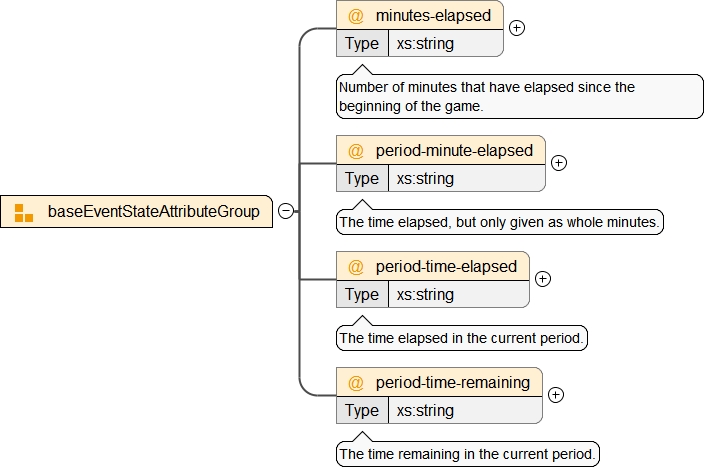 @ minutes-elapsed
Type xs:string
Number of minutes that have elapsed since the
beginning of the game.
@ period-minute-elapsed
Type xs:string
The time elapsed, but only given as whole minutes.
baseEventStateAttributeGroup
@ period-time-elapsed
Type xs:string
The time elapsed in the current period.
@ period-time-remaining
Type xs:string
The time remaining in the current period.